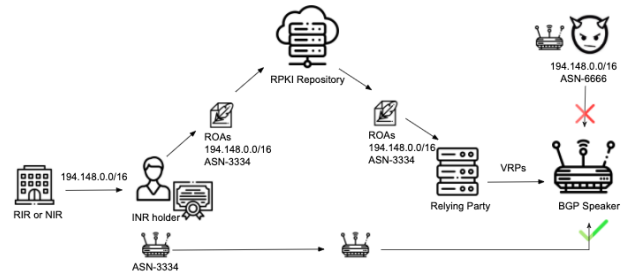 RPKI Repository
194.148.0.0/16
ASN-6666
ROAs
194.148.0.0/16
ASN-3334
ROAs
194.148.0.0/16
ASN-3334
194.148.0.0/16
VRPs
RIR or NIR
INR holder
Relying Party
BGP Speaker
ASN-3334